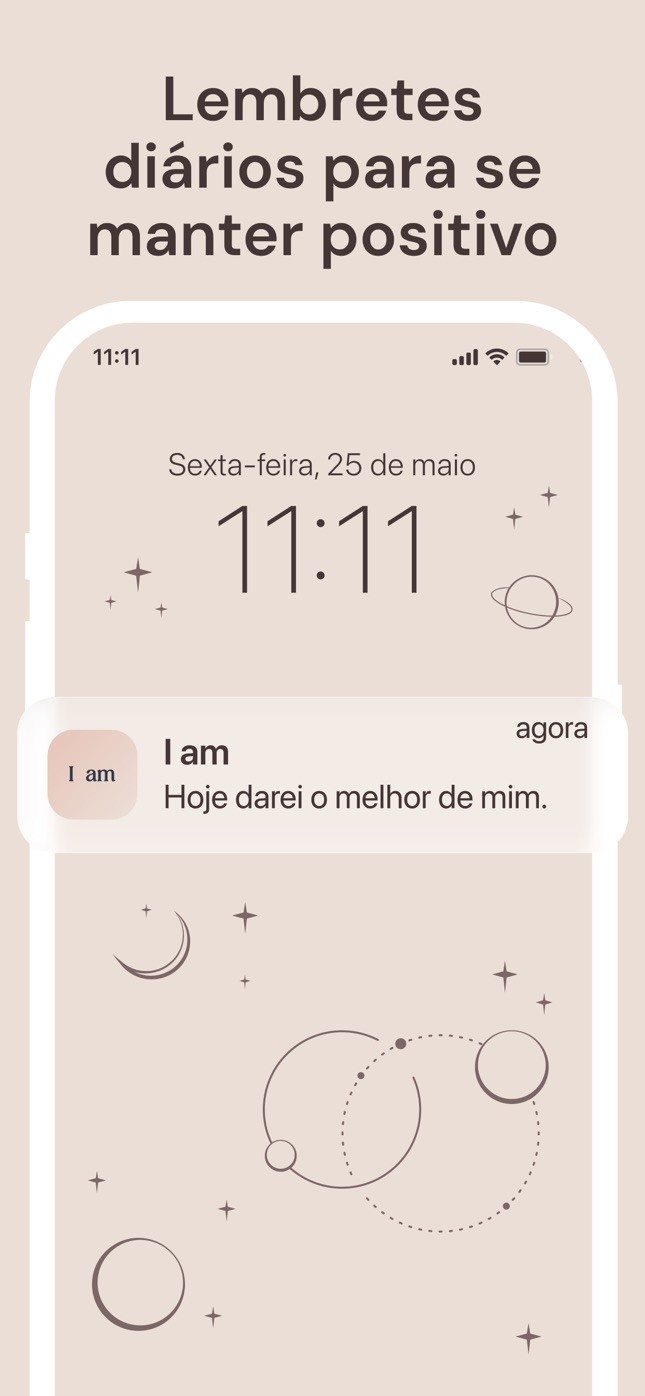 Lembretes
diários para se
manter positivo
11:11
Sexta-feira, 25 de maio
11:11
agora
I am
I am
Hoje darei o melhor de mim.